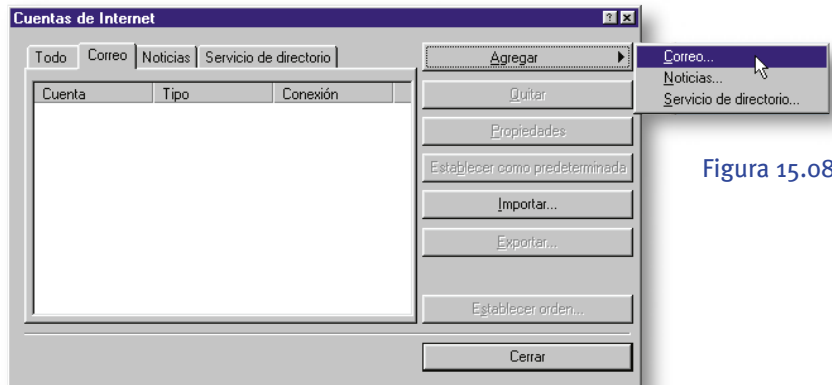 Cuentas de Internet
Todo Correo Noticias Servicio de directorio
Cuenta Tipo Conexión
Agregar
Quitar
Propiedades
Establecer como predeterminada
Importar...
Exportar...
Establecer orden...
Cerrar
Correo...
Noticias...
Servicio de directorio...
Figura 15.08